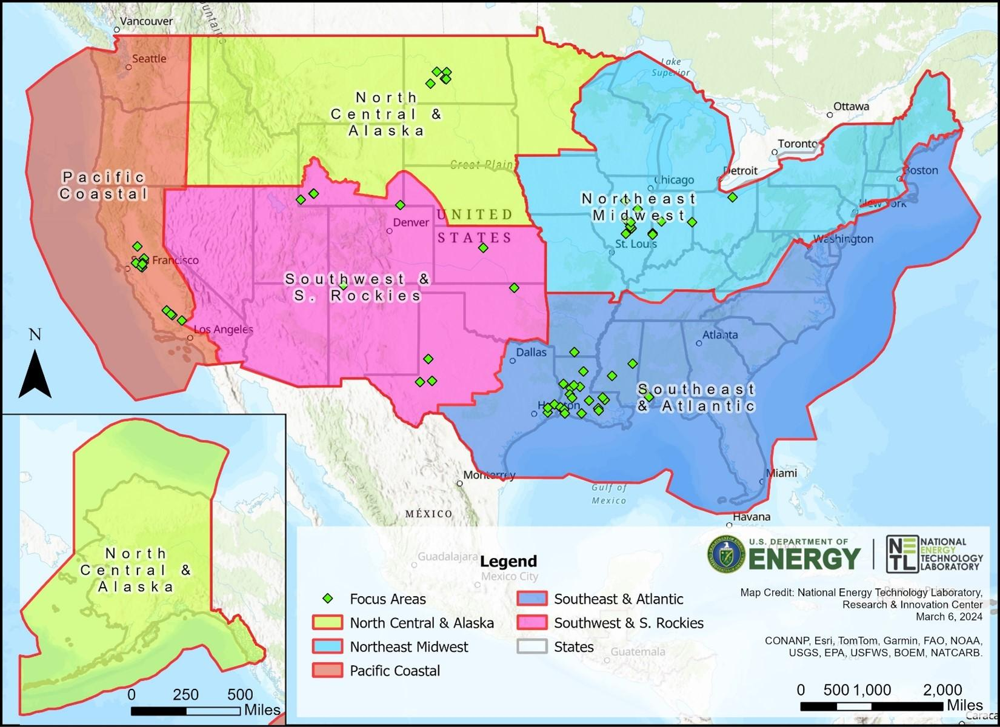 Vancouver
Seattle
Lake
Superior
North
Central &
Alaska
Ottawa
Toronto
Pacific
Coastal
Great Plain
Detroit
Boston
Chicago
Northeast
Midwest
New York
UNITED
STATES
Denver
Washington
St. Louis
San Francisco
Southwest &
S. Rockies
N
Los Angeles
Atlanta
Dallas
Southeast
& Atlantic
Houston
Monterrey
Miami
Gulf of
Mexico
MÉXICO
Havana
North
Central &
Alaska
0 250 500
Miles
Guadalajara
Mexico City
Guatemala
Legend
Focus Areas
North Central & Alaska
Northeast Midwest
Pacific Coastal
Southeast & Atlantic
Southwest & S. Rockies
States
U.S. DEPARTMENT OF
ENERGY
NETL
NATIONAL
ENERGY
TECHNOLOGY
LABORATORY
Map Credit: National Energy Technology Laboratory,
Research & Innovation Center
March 6, 2024
CONANP, Esri, TomTom, Garmin, FAO, NOAA,
USGS, EPA, USFWS, BOEM, NATCARB.
0 500 1,000 2,000
Miles